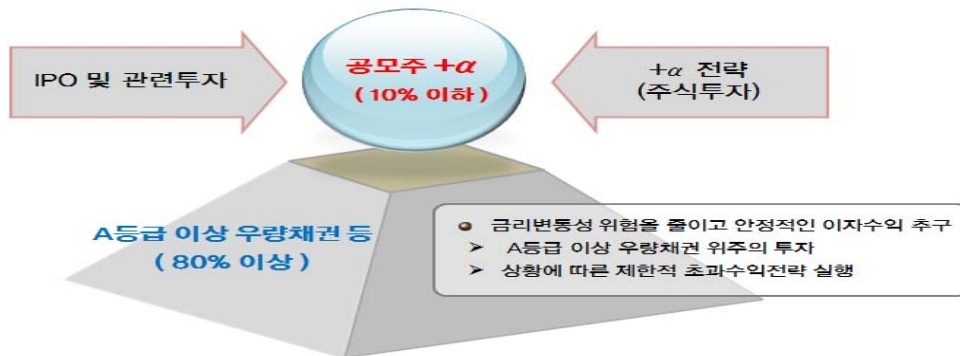 IPO 및 관련투자
공모주 +α
( 10% 이하 )
+α 전략
(주식투자)
A등급 이상 우량채권 등
( 80% 이상 )
금리변동성 위험을 줄이고 안정적인 이자수익 추구
A등급 이상 우량채권 위주의 투자
상황에 따른 제한적 초과수익전략 실행